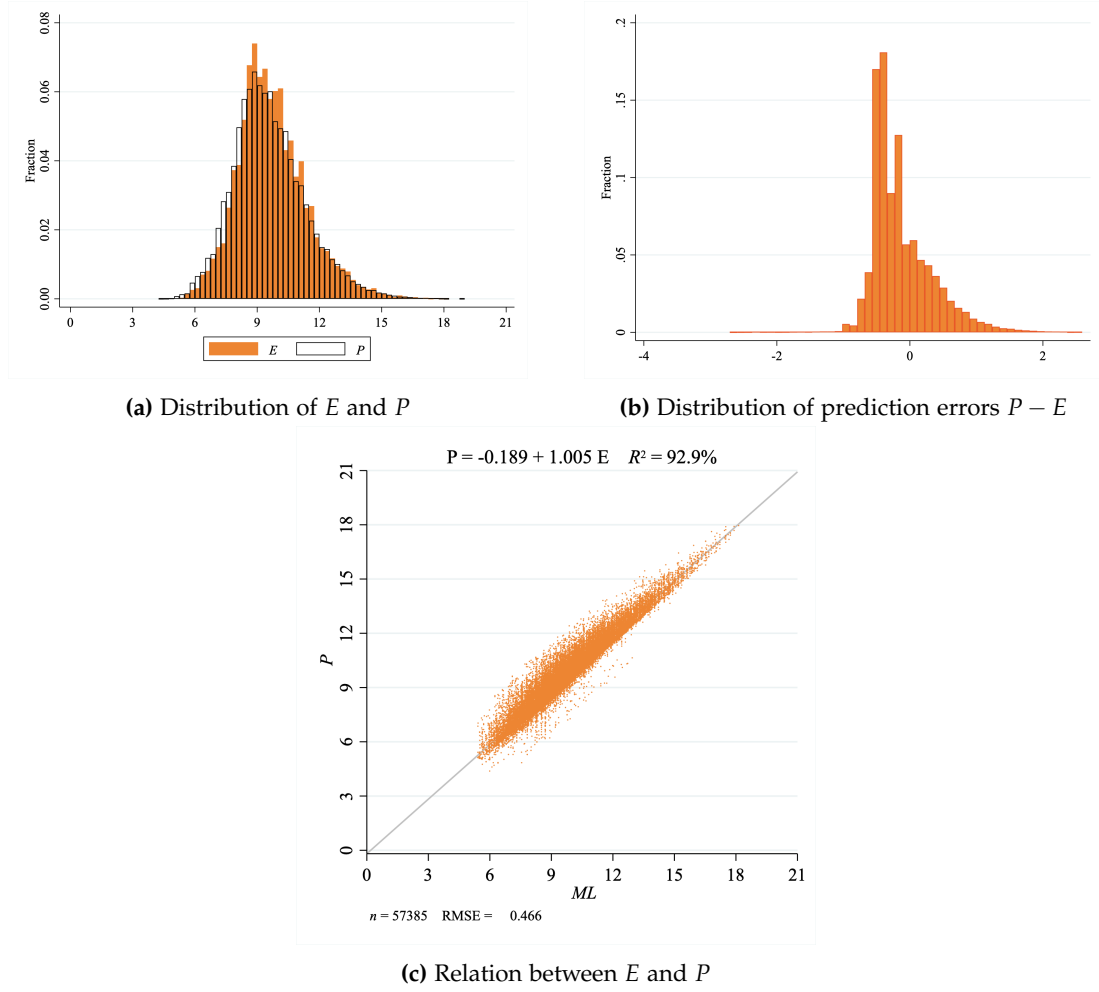 0.08
0.06
0.04
0.02
0.00
Fraction
0 3 6 9 12 15 18 21
E P
(a) Distribution of E and P
.2
.15
.1
.05
0
Fraction
-4 -2 0 2
(b) Distribution of prediction errors P − E
P = -0.189 + 1.005 E R² = 92.9%
21
18
15
12
9
6
3
0
P
0 3 6 9 12 15 18 21
ML
n = 57385 RMSE = 0.466
(c) Relation between E and P